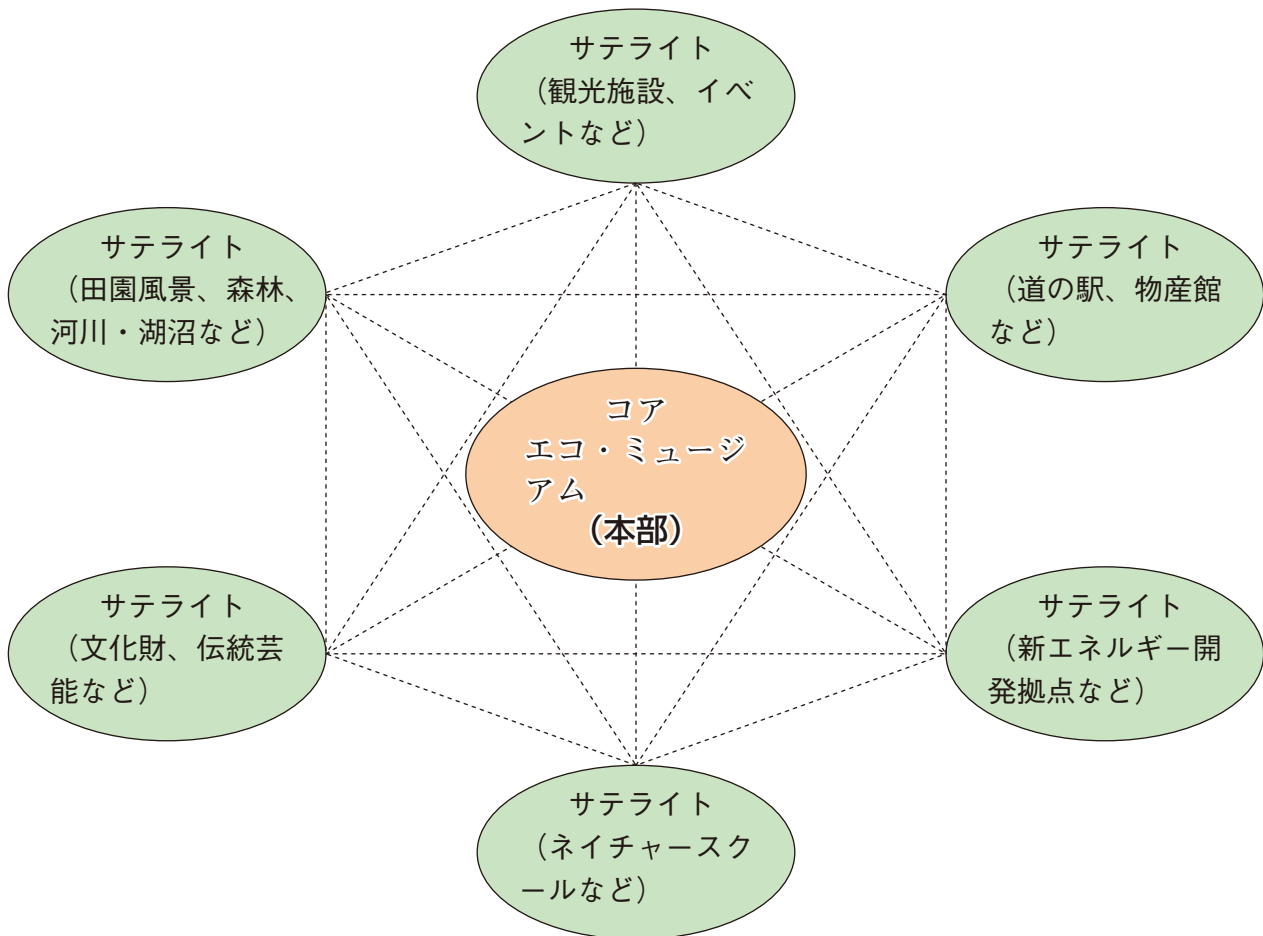 サテライト
（観光施設、イベ
ントなど）
サテライト
（田園風景、森林、
河川・湖沼など）
サテライト
（道の駅、物産館
など）
コア
エコ・ミュージ
アム
（本部）
サテライト
（文化財、伝統芸
能など）
サテライト
（新エネルギー開
発拠点など）
サテライト
（ネイチャースク
ールなど）